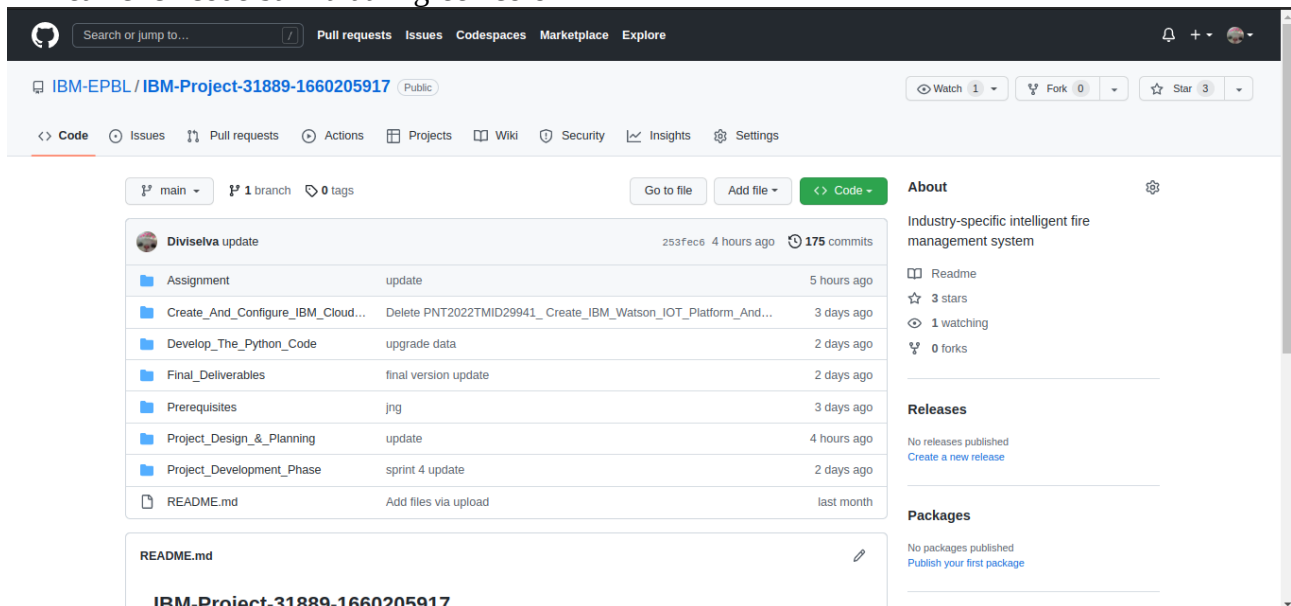 Search or jump to... / Pull requests Issues Codespaces Marketplace Explore
IBM-EPBL / IBM-Project-31889-1660205917 Public
Watch 1 Fork 0 Star 3
Code Issues Pull requests Actions Projects Wiki Security Insights Settings
main 1 branch 0 tags Go to file Add file Code
Diviselva update 253fec6 4 hours ago 175 commits
Assignment update 5 hours ago
Create_And_Configure_IBM_Cloud... Delete PNT2022TMID29941_ Create_IBM_Watson_IOT_Platform_And... 3 days ago
Develop_The_Python_Code upgrade data 2 days ago
Final_Deliverables final version update 2 days ago
Prerequisites jng 3 days ago
Project_Design_&_Planning update 4 hours ago
Project_Development_Phase sprint 4 update 2 days ago
README.md Add files via upload last month
README.md
IBM-Project-31889-1660205917
About
Industry-specific intelligent fire
management system
Readme
3 stars
1 watching
0 forks
Releases
No releases published
Create a new release
Packages
No packages published
Publish your first package